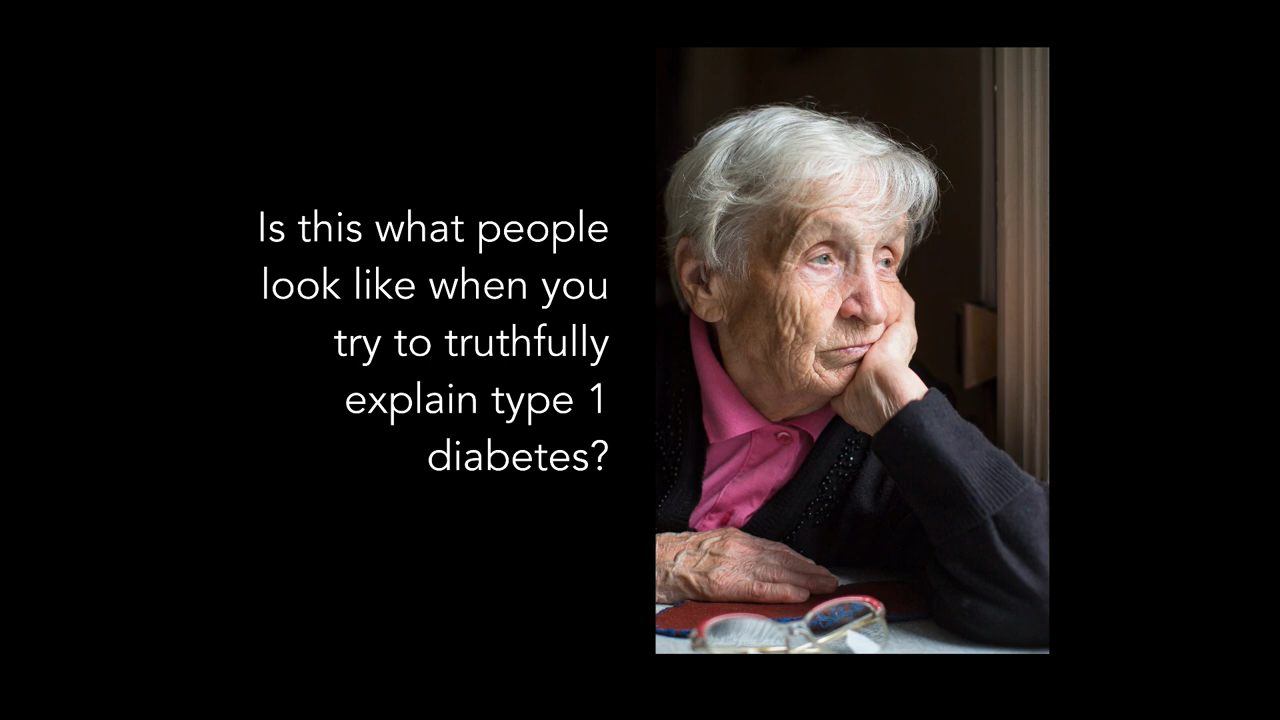 Is this what people
look like when you
try to truthfully
explain type 1
diabetes?